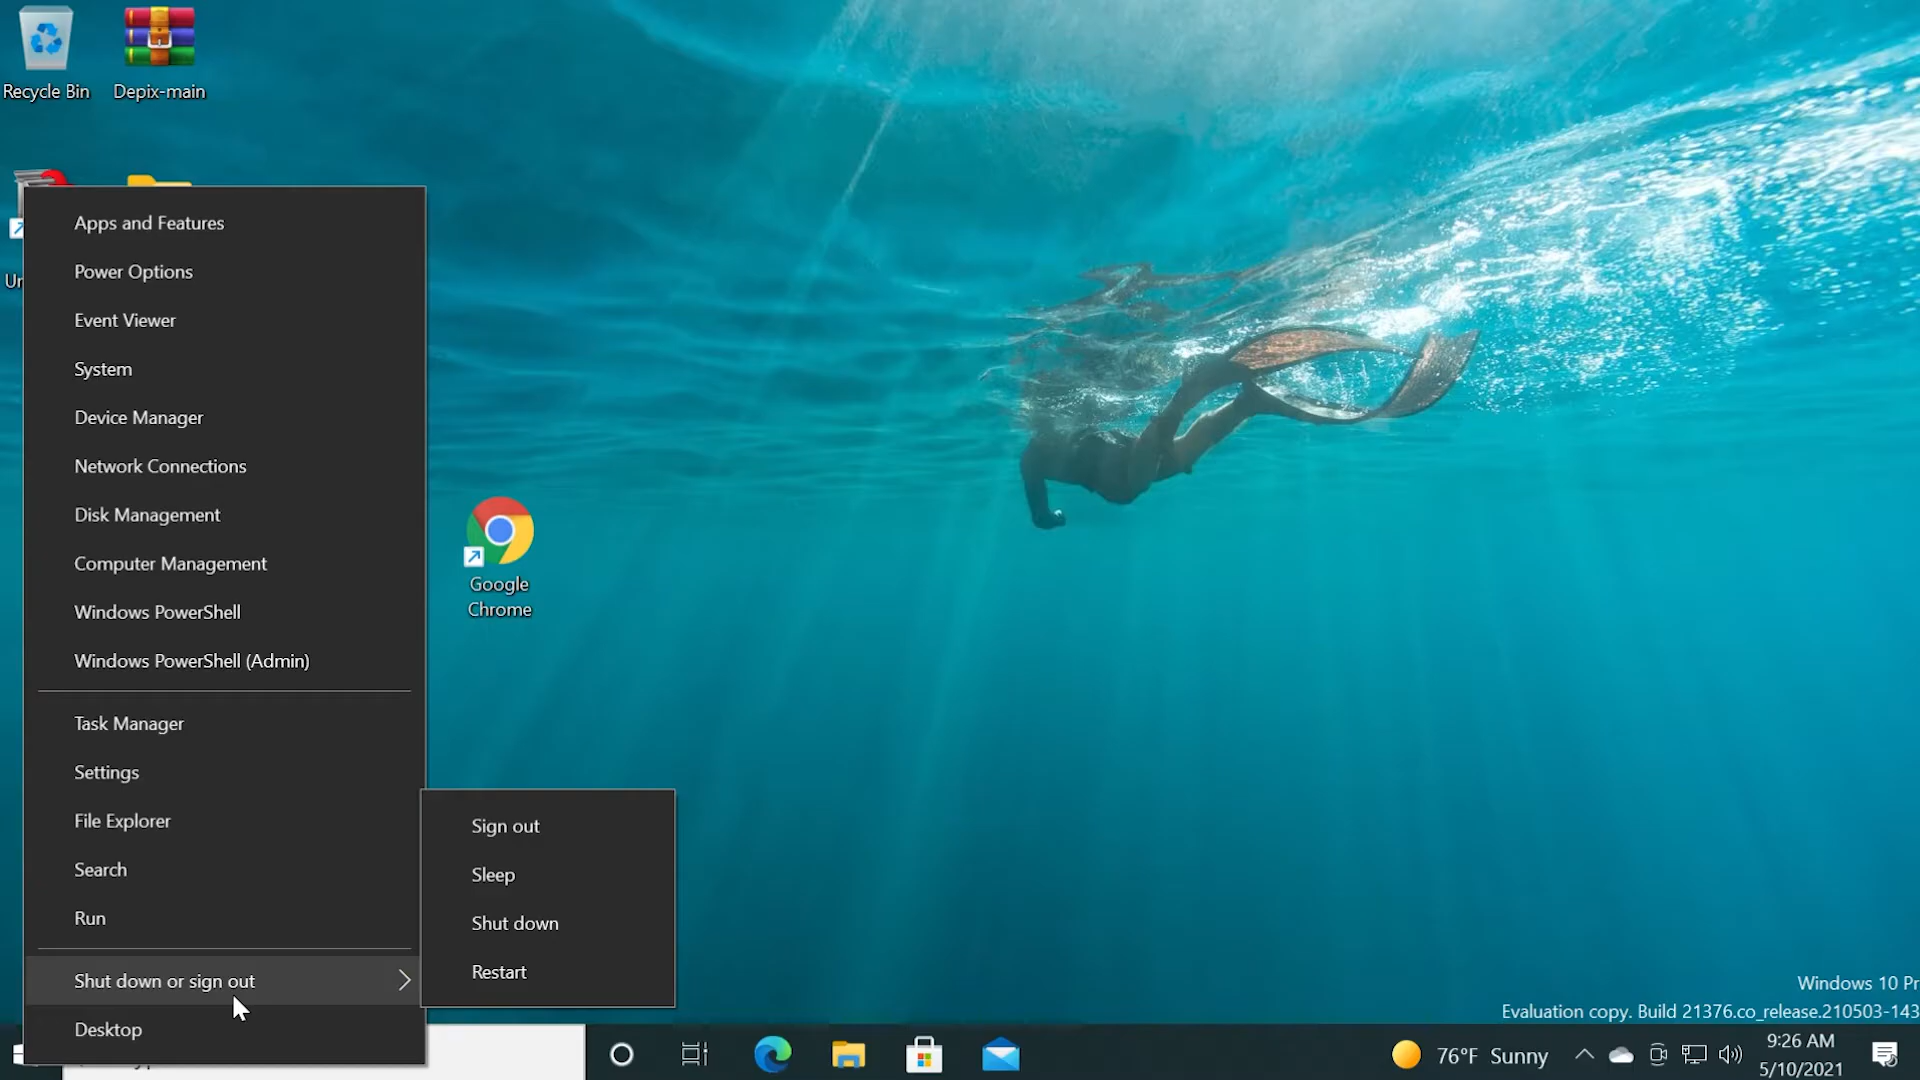 Recycle Bin
Depix-main
Apps and Features
Power Options
Event Viewer
System
Device Manager
Network Connections
Disk Management
Computer Management
Windows PowerShell
Windows PowerShell (Admin)
Task Manager
Settings
File Explorer
Search
Run
Shut down or sign out
Desktop
Sign out
Sleep
Shut down
Restart
Google
Chrome
Windows 10 Pr
Evaluation copy. Build 21376.co_release.210503-143
76°F Sunny
9:26 AM
5/10/2021